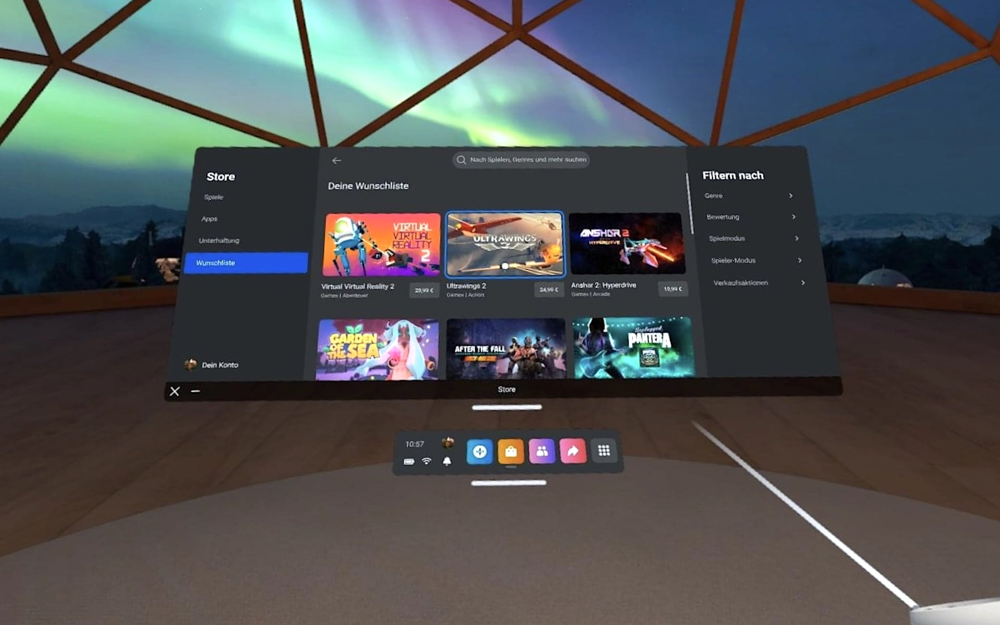 Store
Spiele
Apps
Unterhaltung
Wunschliste
Dein Konto
Nach Spielen, Genres und mehr suchen
Deine Wunschliste
VIRTUAL
VIRTUAL
REALITY
2
ULTRAWINGS
2
ANSHAR 2
HYPERDRIVE
Virtual Virtual Reality 2
Games | Abenteuer
29,99 €
Ultrawings 2
Games | Action
24,99 €
Anshar 2: Hyperdrive
Games | Arcade
19,99 €
GARDEN
OF
THE SEA
AFTER THE FALL
Unplugged
PANTERA
Filtern nach
Genre
Bewertung
Spielmodus
Spieler-Modus
Verkaufsaktionen
Store
10:57